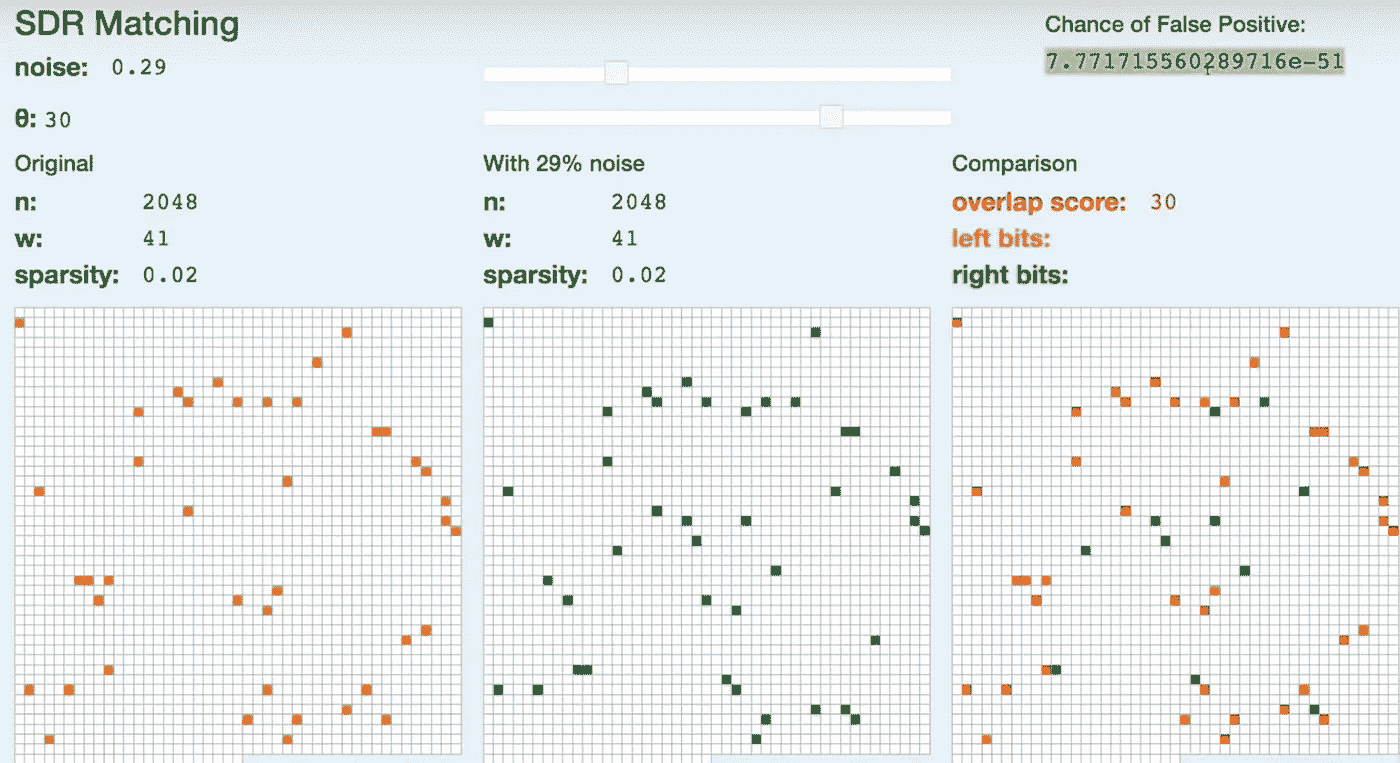 SDR Matching
noise: 0.29
θ: 30
Chance of False Positive:
7.771715560289716e-51
Original
n: 2048
w: 41
sparsity: 0.02
With 29% noise
n: 2048
w: 41
sparsity: 0.02
Comparison
overlap score: 30
left bits:
right bits: